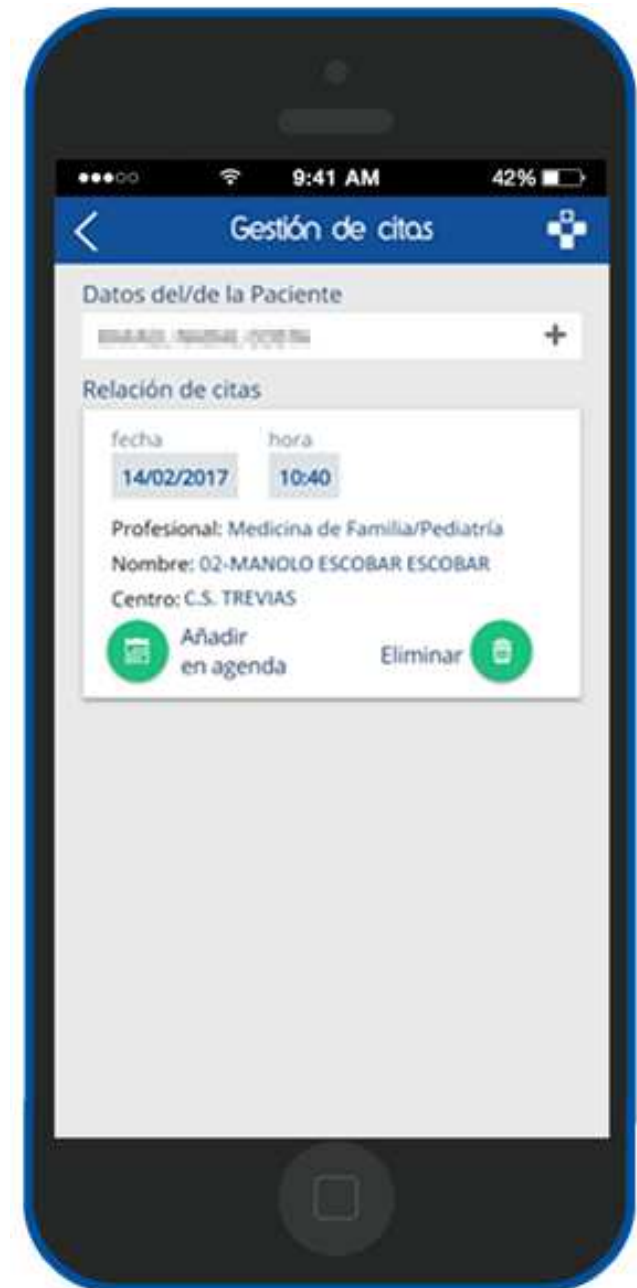 9:41 AM
42%
Gestión de citas
Datos del/de la Paciente
+
Relación de citas
fecha hora
14/02/2017 10:40
Profesional: Medicina de Familia/Pediatría
Nombre: 02-MANOLO ESCOBAR ESCOBAR
Centro: C.S. TREVIAS
Añadir
en agenda
Eliminar